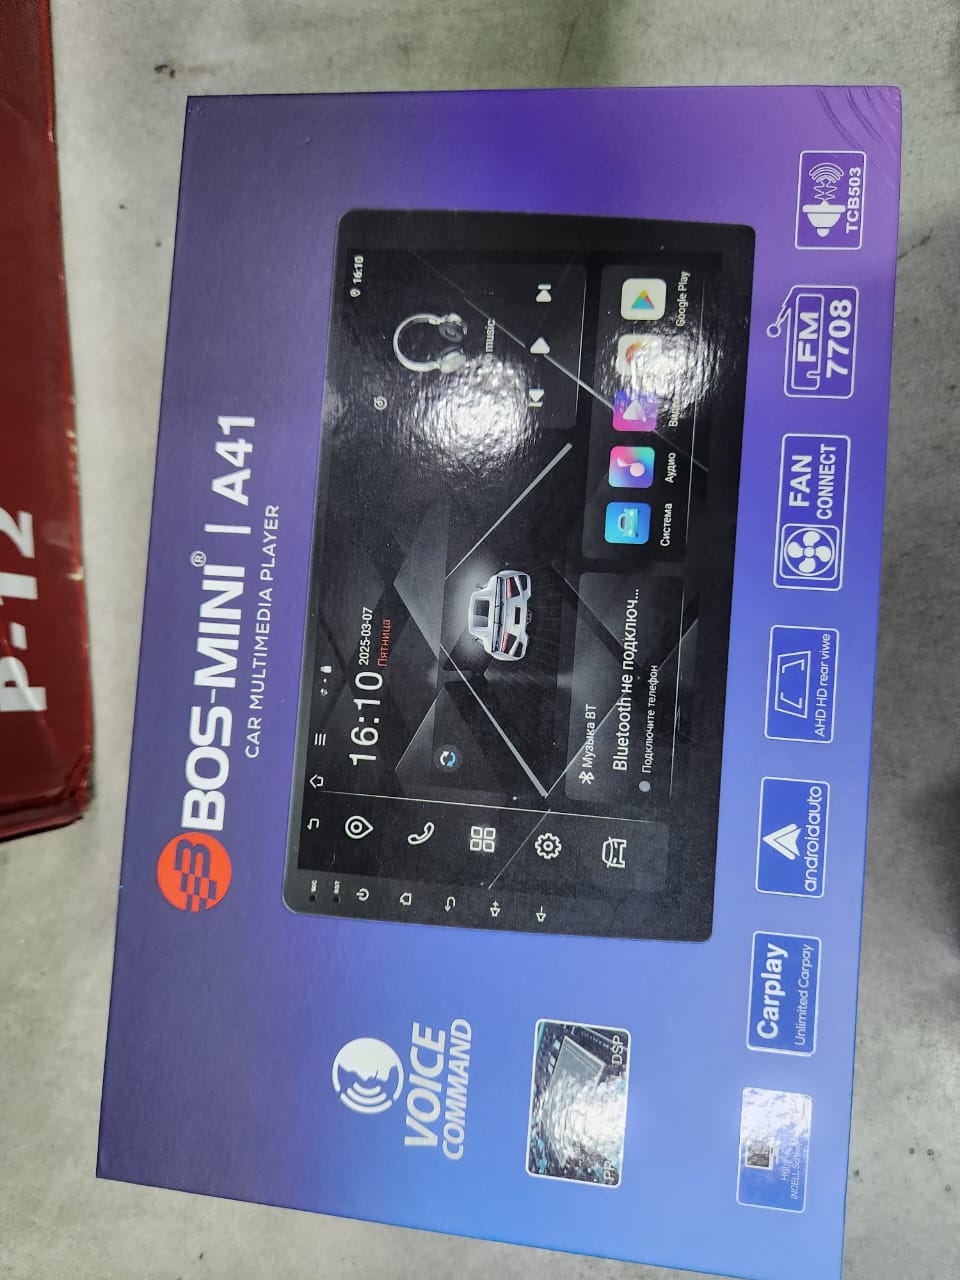 P-12
BOS-MINI® | A41
CAR MULTIMEDIA PLAYER
MIC
RST
16:10
16:10
2025-03-07
Пятница
music
Музыка BT
Bluetooth не подключ...
Подключите телефон
Система
Аудио
Google Play
VOICE
COMMAND
DSP
Carplay
Unlimited Carpay
androidauto
AHD HD rear viwe
FAN
CONNECT
FM
7708
TCB503